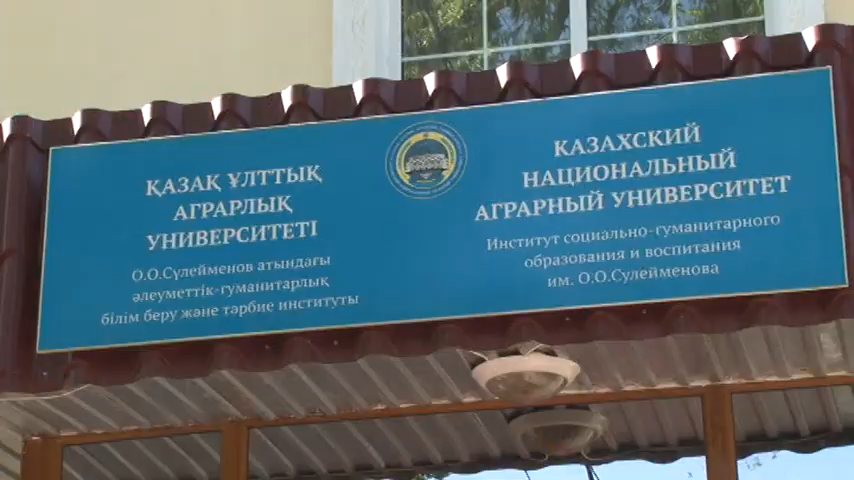 ҚАЗАҚ ҰЛТТЫҚ
АГРАРЛЫҚ
УНИВЕРСИТЕТІ
О.О.Сүлейменов атындағы
әлеуметтік-гуманитарлық
білім беру және тәрбие институты
КАЗАХСКИЙ
НАЦИОНАЛЬНЫЙ
АГРАРНЫЙ УНИВЕРСИТЕТ
Институт социально-гуманитарного
образования и воспитания
им. О.О.Сулейменова